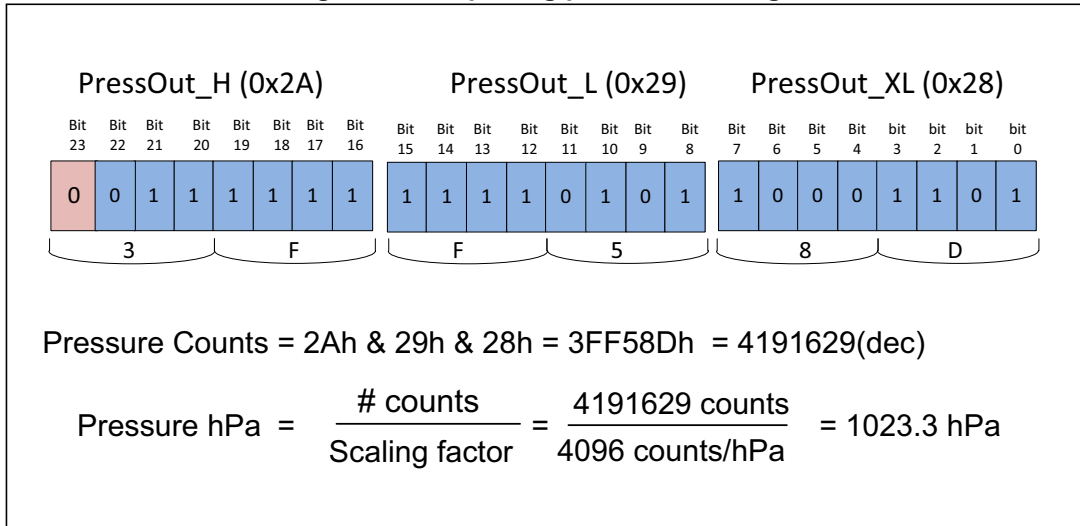 PressOut_H (0x2A) PressOut_L (0x29) PressOut_XL (0x28)
Bit Bit Bit Bit Bit Bit Bit Bit Bit Bit Bit Bit Bit Bit Bit Bit Bit Bit Bit Bit bit bit bit bit
23 22 21 20 19 18 17 16 15 14 13 12 11 10 9 8 7 6 5 4 3 2 1 0
0 0 1 1 1 1 1 1 1 1 1 1 0 1 0 1 1 0 0 0 1 1 0 1
3 F F 5 8 D
Pressure Counts = 2Ah & 29h & 28h = 3FF58Dh = 4191629(dec)
Pressure hPa = # counts / Scaling factor = 4191629 counts / 4096 counts/hPa = 1023.3 hPa